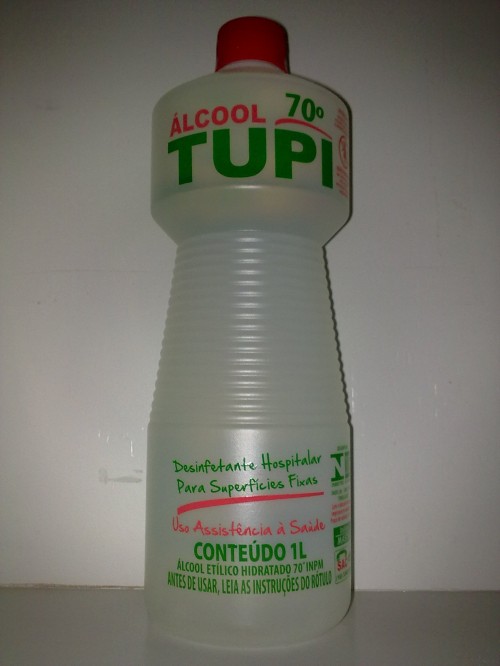 ÁLCOOL 70º
TUPI
Desinfetante Hospitalar
Para Superfícies Fixas
Uso Assistência à Saúde
CONTEÚDO 1L
ÁLCOOL ETÍLICO HIDRATADO 70°INPM
ANTES DE USAR, LEIA AS INSTRUÇÕES DO RÓTULO